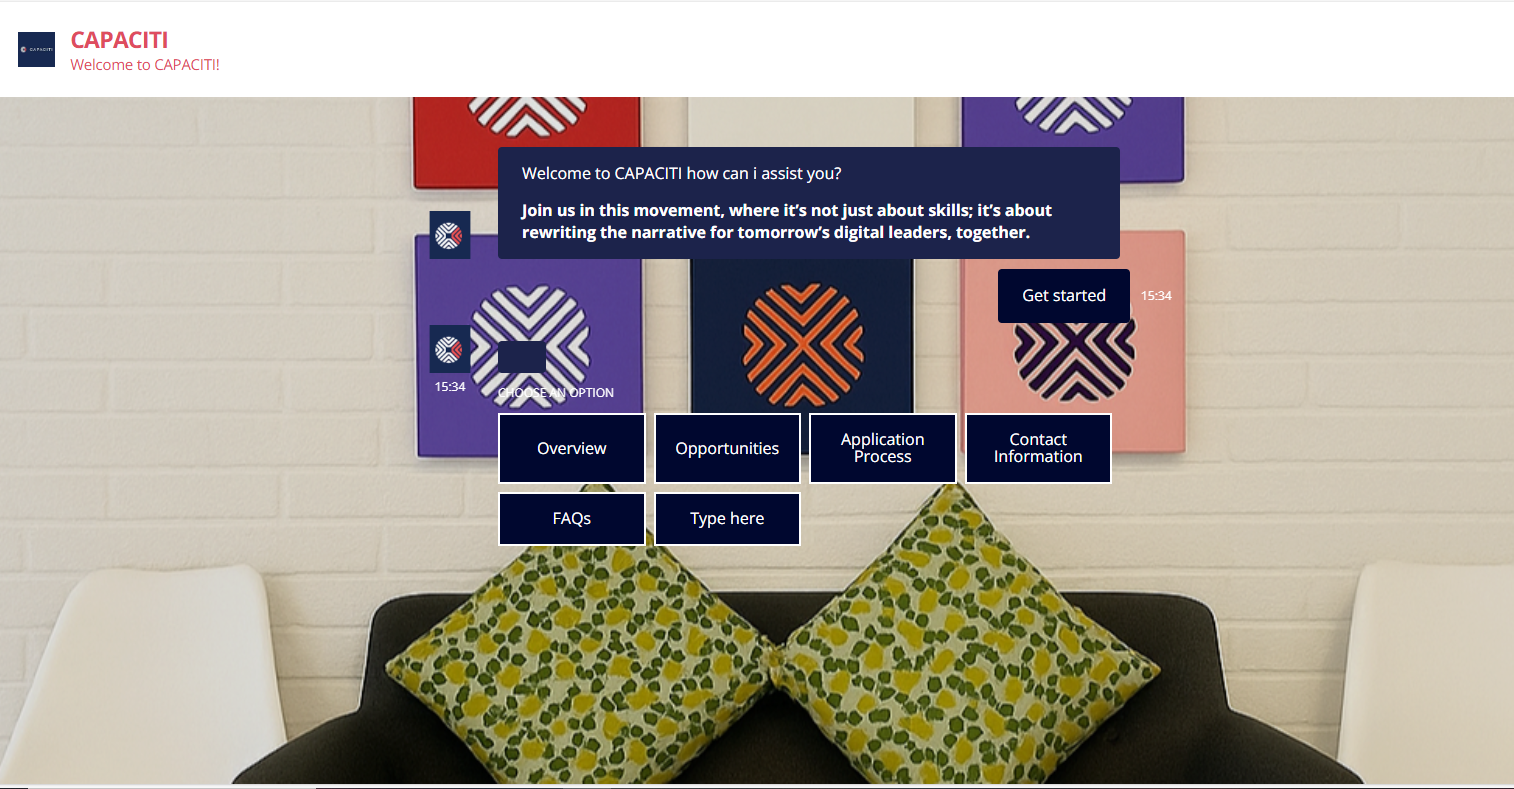 CAPACITI
CAPACITI
Welcome to CAPACITI!
Welcome to CAPACITI how can i assist you?
Join us in this movement, where it’s not just about skills; it’s about
rewriting the narrative for tomorrow’s digital leaders, together.
Get started
15:34
15:34
CHOOSE AN OPTION
Overview
Opportunities
Application
Process
Contact
Information
FAQs
Type here